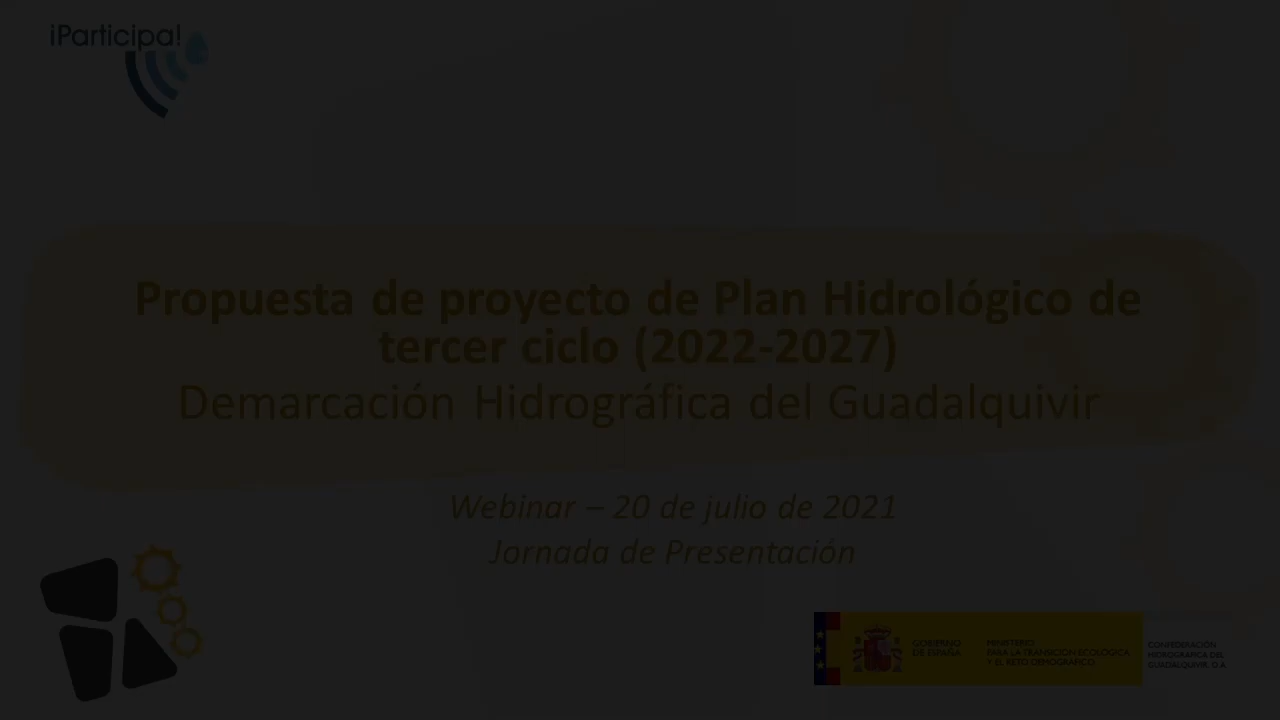 ¡Participa!
Propuesta de proyecto de Plan Hidrológico de
tercer ciclo (2022-2027)
Demarcación Hidrográfica del Guadalquivir
Webinar – 20 de julio de 2021
Jornada de Presentación
GOBIERNO
DE ESPAÑA
MINISTERIO
PARA LA TRANSICIÓN ECOLÓGICA
Y EL RETO DEMOGRÁFICO
CONFEDERACIÓN
HIDROGRÁFICA DEL
GUADALQUIVIR, O.A.